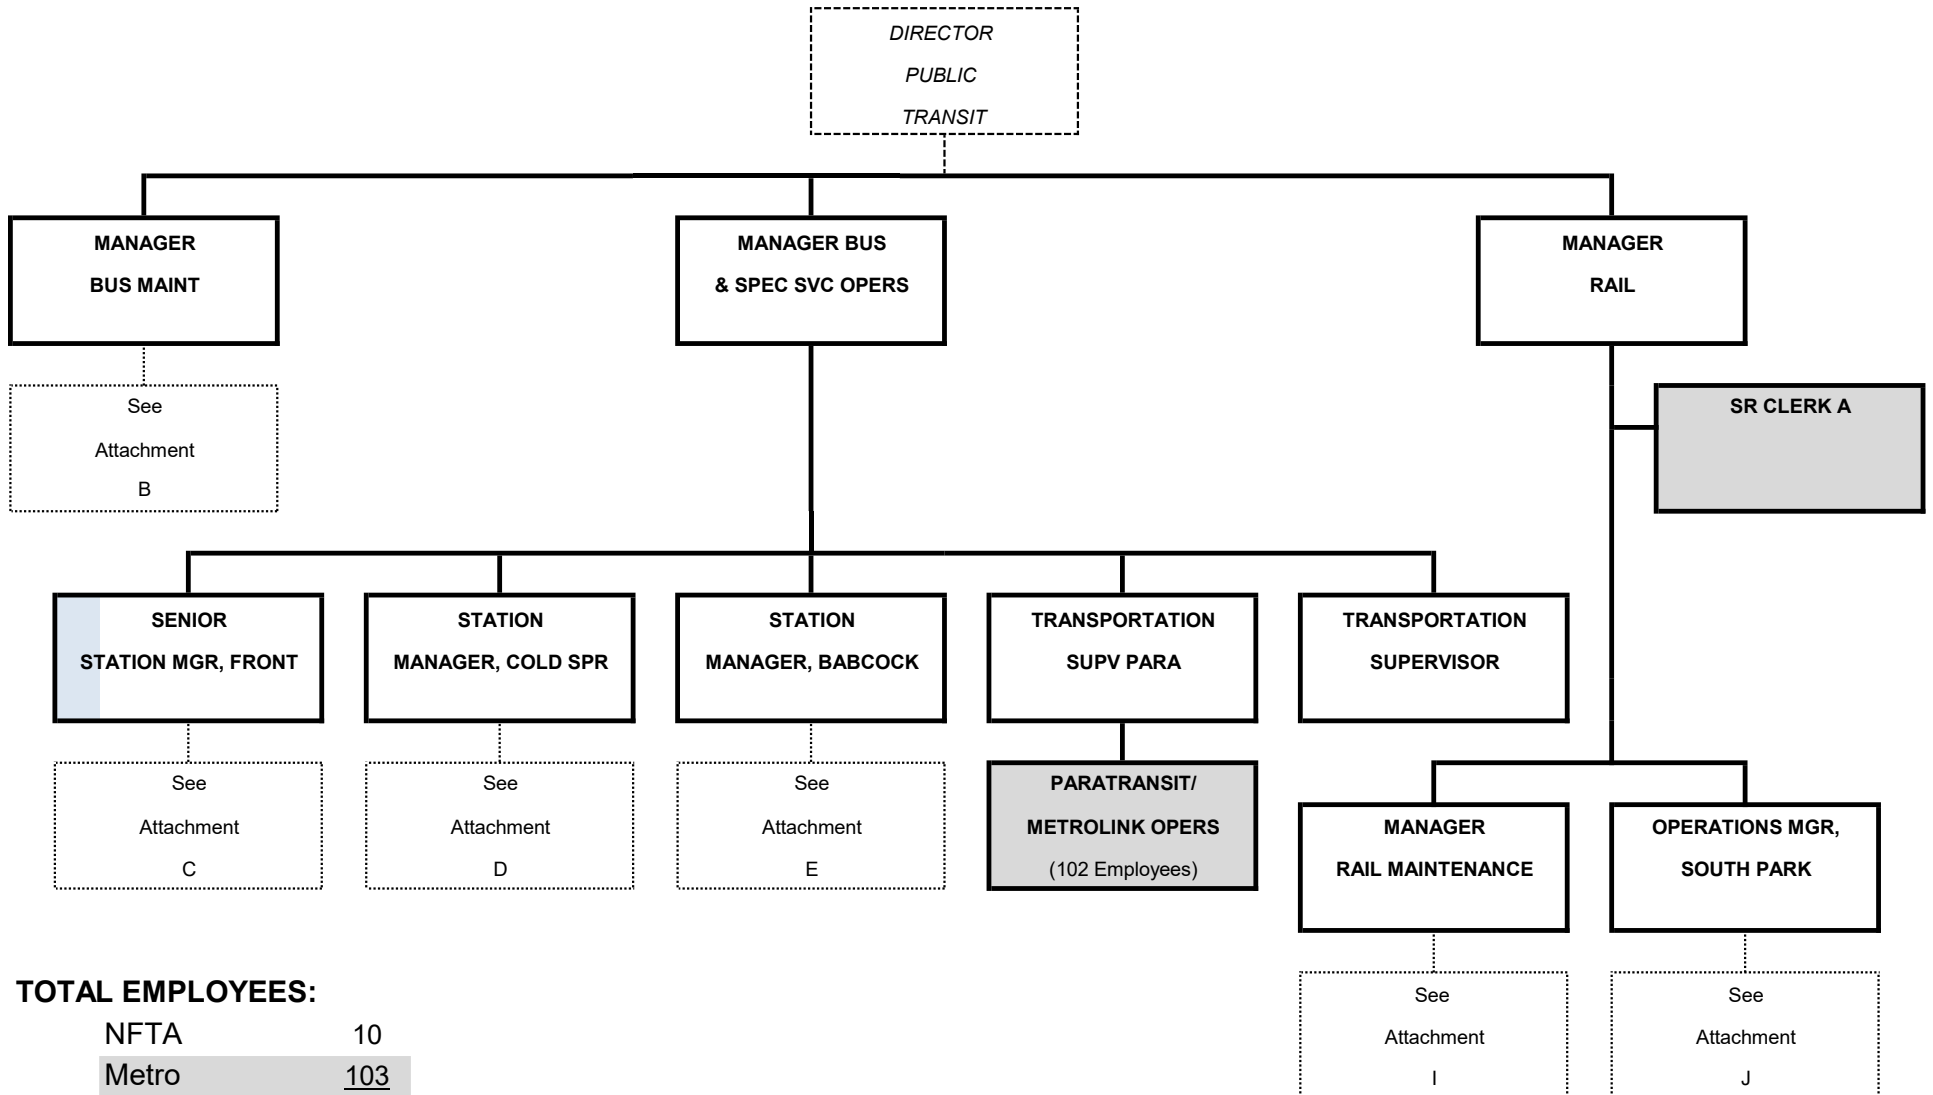 DIRECTOR
PUBLIC
TRANSIT
MANAGER
BUS MAINT
MANAGER BUS
& SPEC SVC OPERS
MANAGER
RAIL
See
Attachment
B
SR CLERK A
SENIOR
STATION MGR, FRONT
STATION
MANAGER, COLD SPR
STATION
MANAGER, BABCOCK
TRANSPORTATION
SUPV PARA
TRANSPORTATION
SUPERVISOR
See
Attachment
C
See
Attachment
D
See
Attachment
E
PARATRANSIT/
METROLINK OPERS
(102 Employees)
MANAGER
RAIL MAINTENANCE
OPERATIONS MGR,
SOUTH PARK
See
Attachment
I
See
Attachment
J
TOTAL EMPLOYEES:
NFTA 10
Metro 103